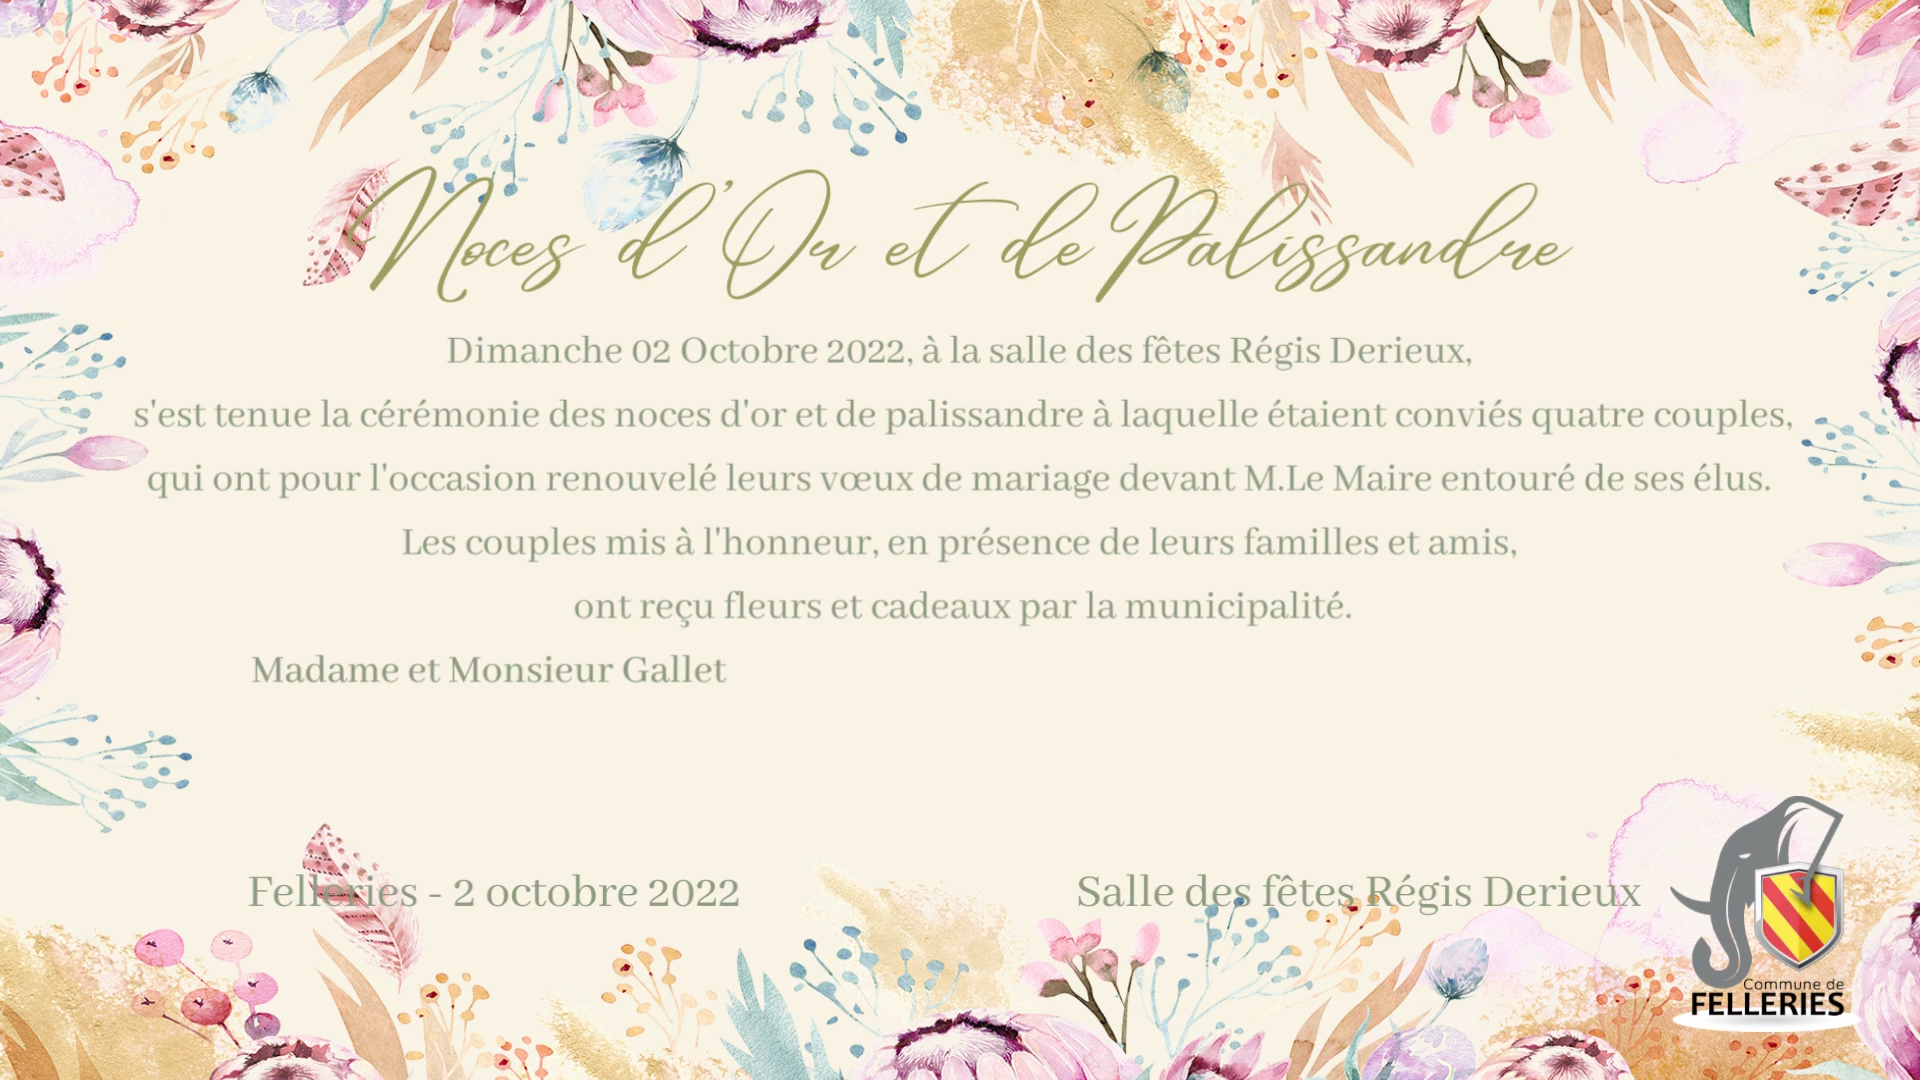 Noces d'Or et de Palissandre
Dimanche 02 Octobre 2022, à la salle des fêtes Régis Derieux,
s'est tenue la cérémonie des noces d'or et de palissandre à laquelle étaient conviés quatre couples,
qui ont pour l'occasion renouvelé leurs vœux de mariage devant M.Le Maire entouré de ses élus.
Les couples mis à l'honneur, en présence de leurs familles et amis,
ont reçu fleurs et cadeaux par la municipalité.
Madame et Monsieur Gallet
Felleries - 2 octobre 2022
Salle des fêtes Régis Derieux
Commune de
FELLERIES